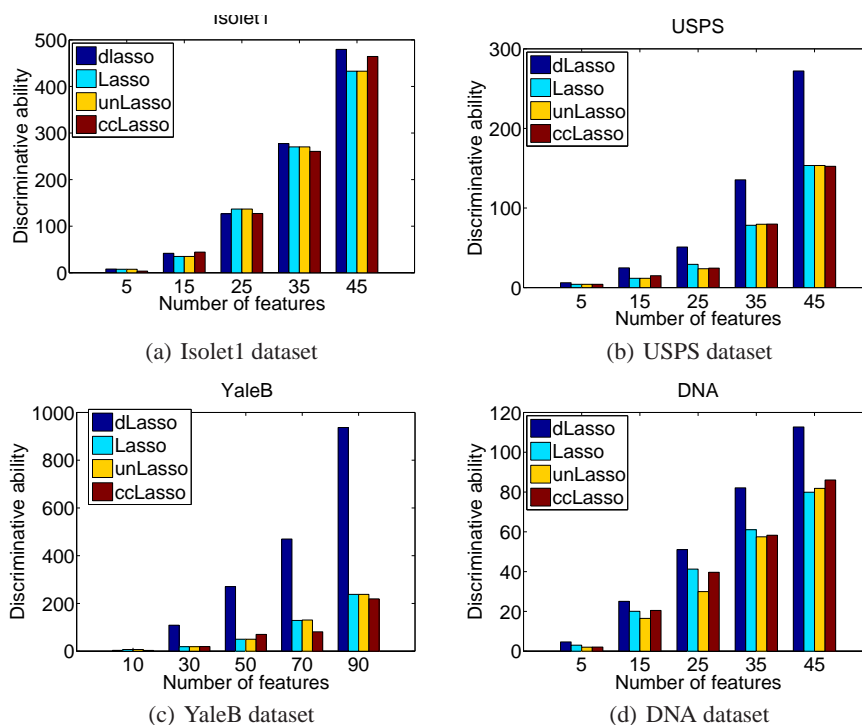 Isolet1
500
400
300
200
100
0
Discriminative ability
dlasso
Lasso
unLasso
ccLasso
5 15 25 35 45
Number of features
(a) Isolet1 dataset
USPS
300
200
100
0
Discriminative ability
dLasso
Lasso
unLasso
ccLasso
5 15 25 35 45
Number of features
(b) USPS dataset
YaleB
1000
800
600
400
200
0
Discriminative ability
dLasso
Lasso
unLasso
ccLasso
10 30 50 70 90
Number of features
(c) YaleB dataset
DNA
120
100
80
60
40
20
0
Discriminative ability
dLasso
Lasso
unLasso
ccLasso
5 15 25 35 45
Number of features
(d) DNA dataset